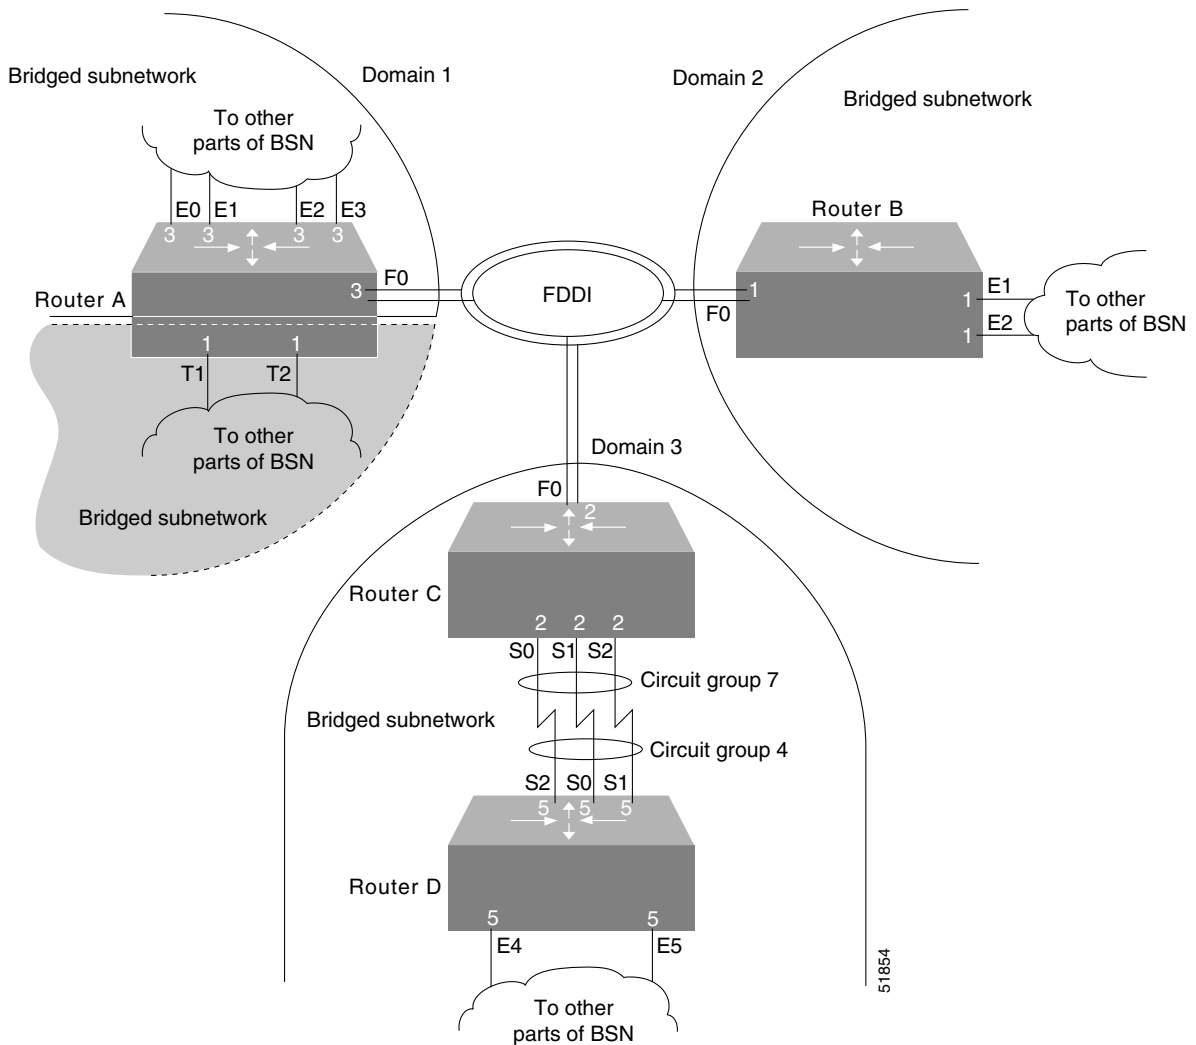 Domain 1
Domain 2
Bridged subnetwork
Bridged subnetwork
To other
parts of BSN
E0 E1 E2 E3
3 3 3 3
Router B
Router A
3
F0
FDDI
1
F0
1
E1
1
E2
To other
parts of BSN
1 1
T1 T2
To other
parts of BSN
Bridged subnetwork
Domain 3
F0
2
Router C
2 2 2
S0 S1 S2
Circuit group 7
Bridged subnetwork
Circuit group 4
S2 S0 S1
5 5 5
Router D
5 5
E4 E5
To other
parts of BSN
51854